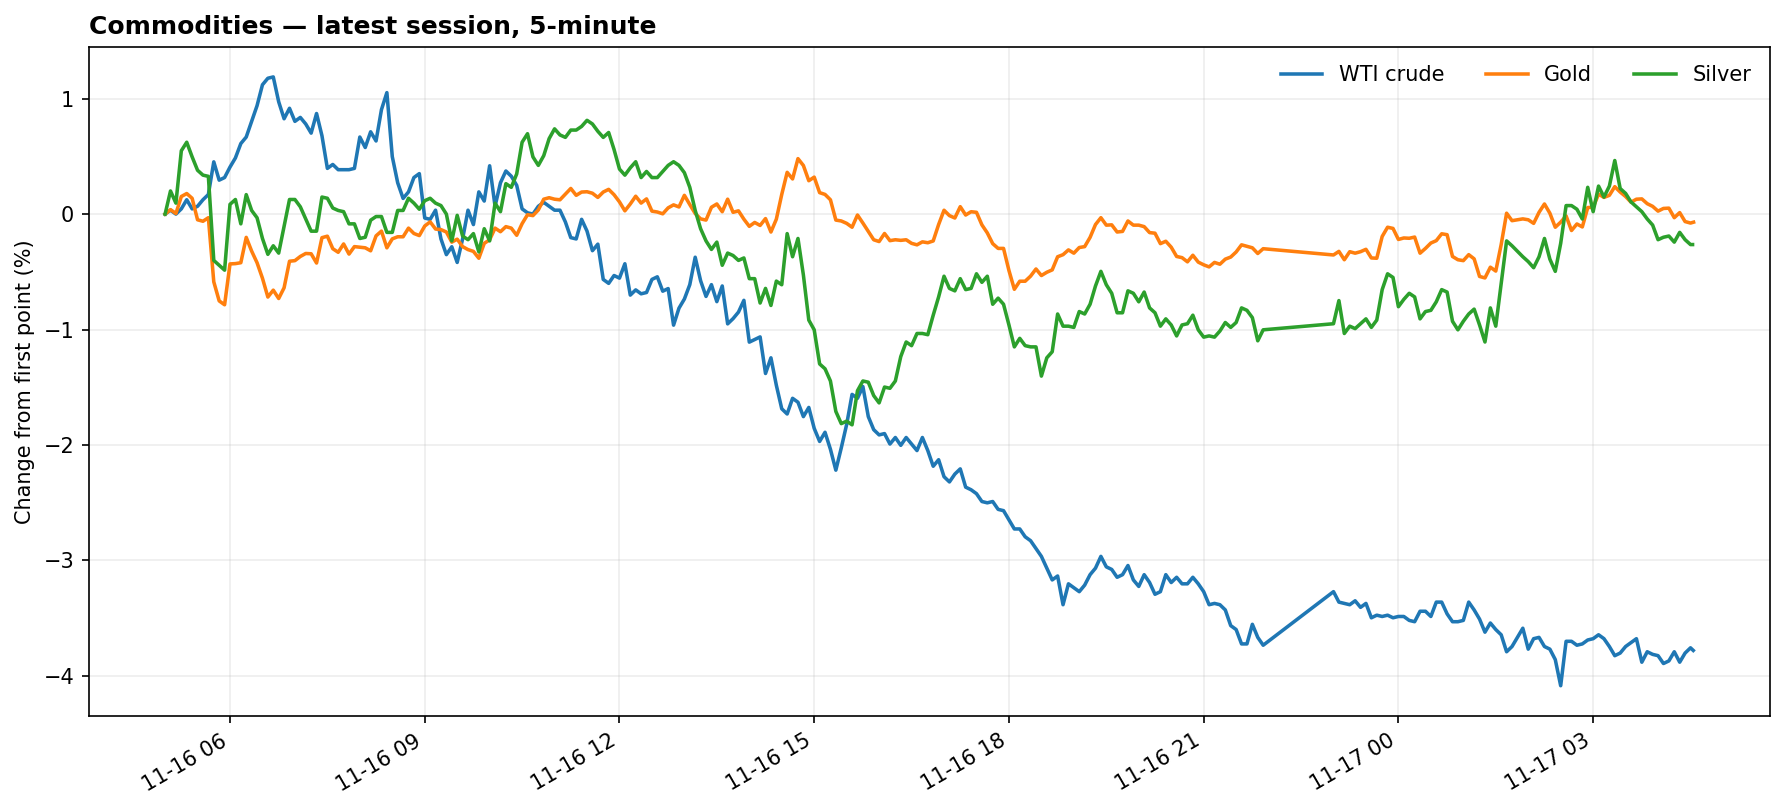 Commodities — latest session, 5-minute
WTI crude
Gold
Silver
Change from first point (%)
1
0
−1
−2
−3
−4
11-16 06
11-16 09
11-16 12
11-16 15
11-16 18
11-16 21
11-17 00
11-17 03